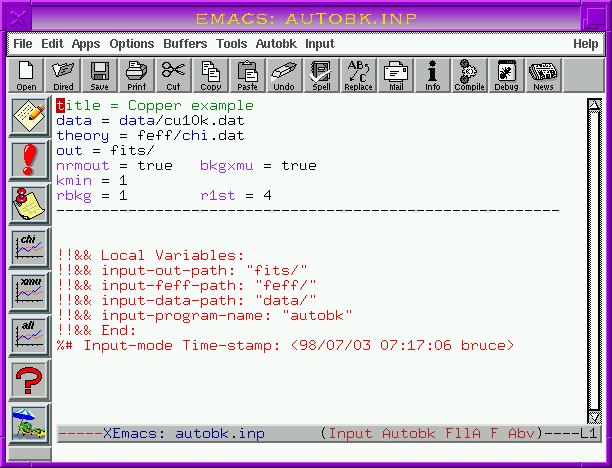 EMACS: AUTOBK.INP
File Edit Apps Options Buffers Tools Autobk Input Help
Open Dired Save Print Cut Copy Paste Undo Spell Replace Mail Info Compile Debug News
title = Copper example
data = data/cu10k.dat
theory = feff/chi.dat
out = fits/
nrmout = true bkgxmu = true
kmin = 1
rbkg = 1 r1st = 4
----------------------------------------------------------
!!&& Local Variables:
!!&& input-out-path: "fits/"
!!&& input-feff-path: "feff/"
!!&& input-data-path: "data/"
!!&& input-program-name: "autobk"
!!&& End:
%# Input-mode Time-stamp: <98/07/03 07:17:06 bruce>
chi
xmu
all
-----XEmacs: autobk.inp (Input Autobk FllA F Abv)----L1